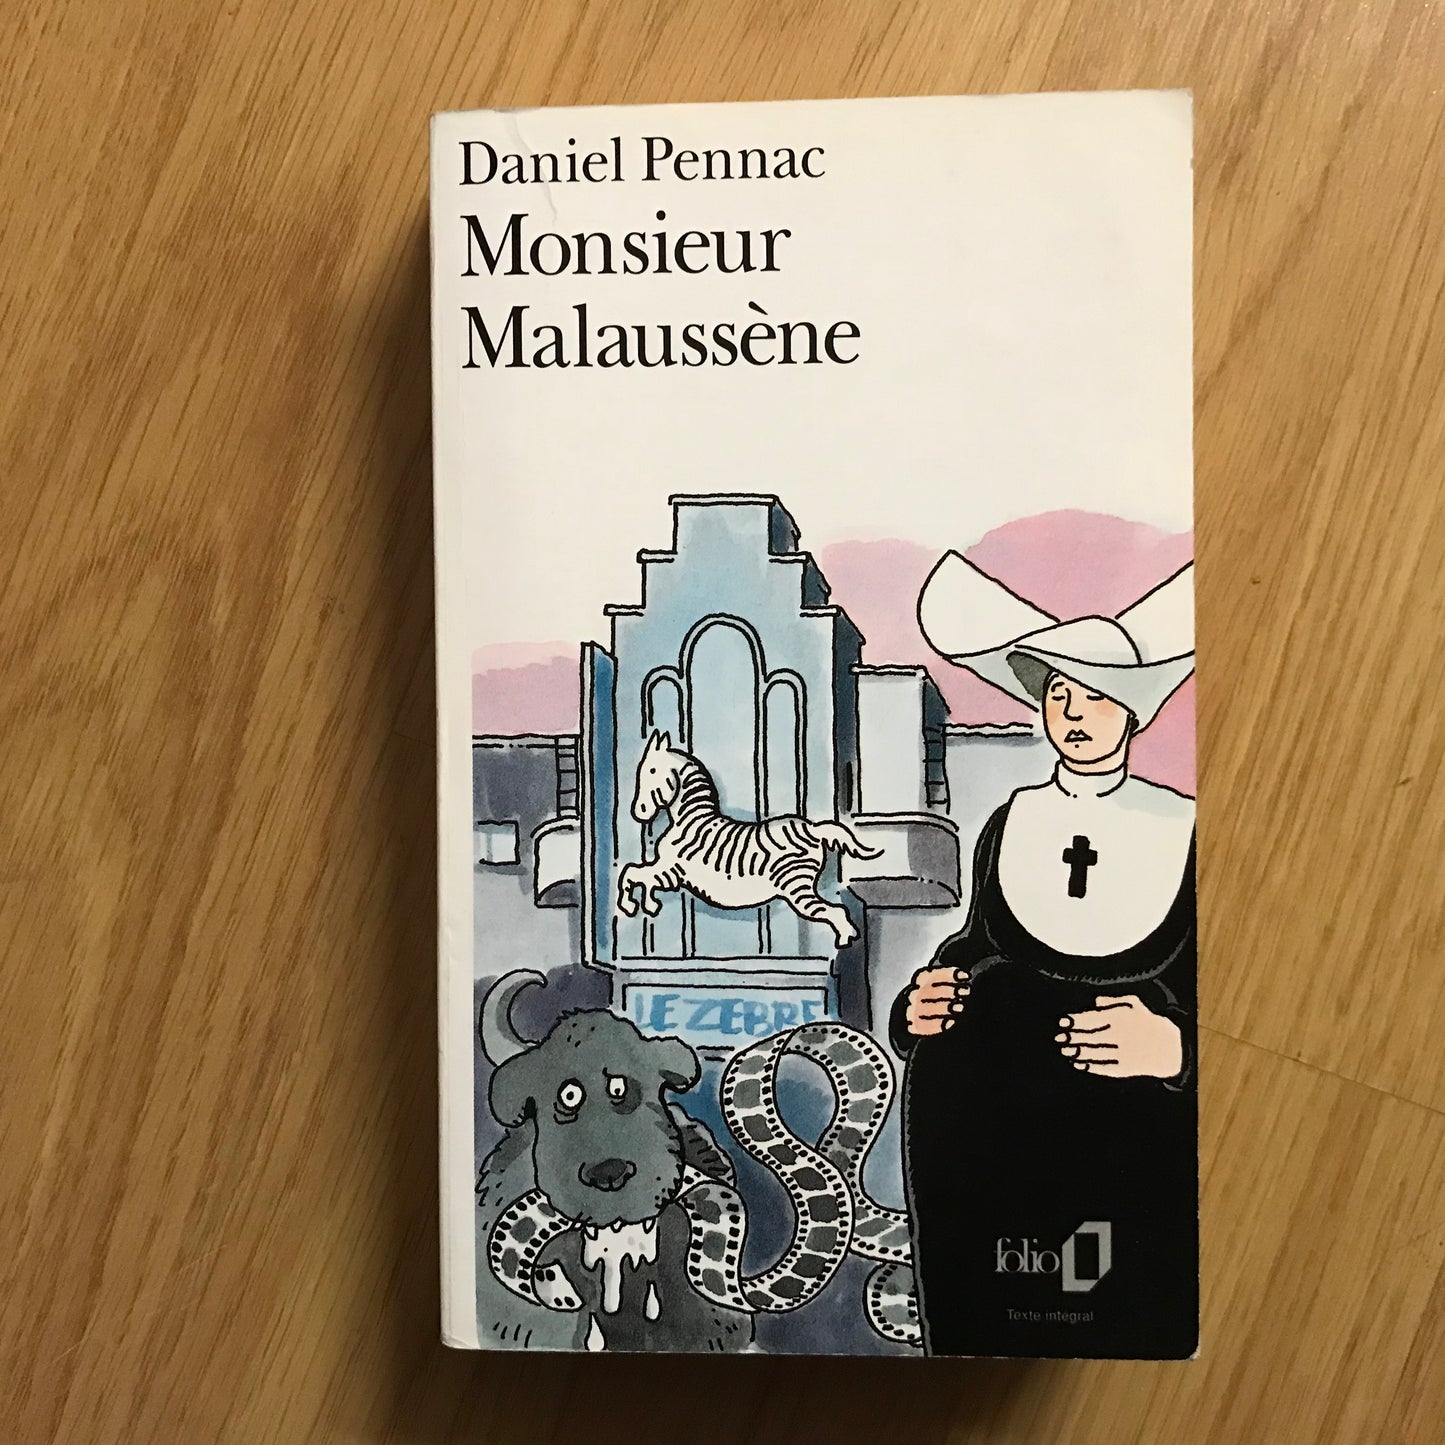 Daniel Pennac
Monsieur
Malaussène
LE ZEBRE
folio
Texte intégral